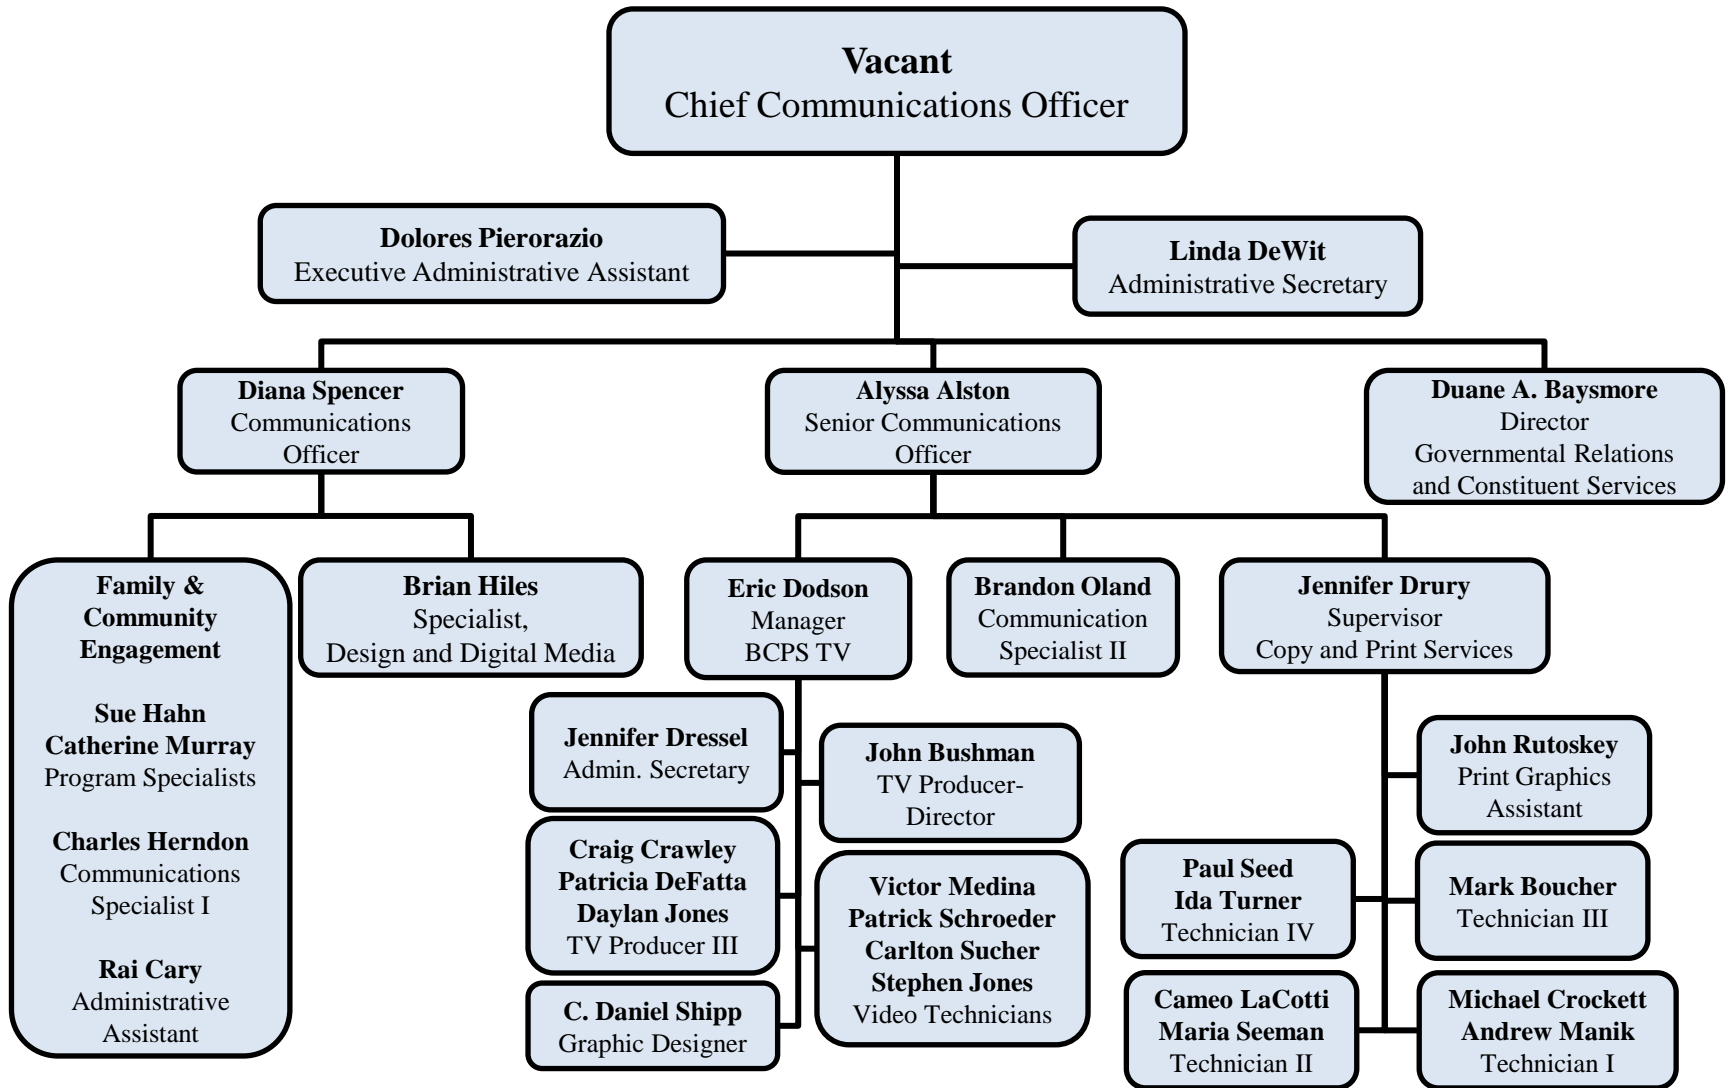 Vacant
Chief Communications Officer
Dolores Pierorazio
Executive Administrative Assistant
Linda DeWit
Administrative Secretary
Diana Spencer
Communications
Officer
Alyssa Alston
Senior Communications
Officer
Duane A. Baysmore
Director
Governmental Relations
and Constituent Services
Family &
Community
Engagement
Sue Hahn
Catherine Murray
Program Specialists
Charles Herndon
Communications
Specialist I
Rai Cary
Administrative
Assistant
Brian Hiles
Specialist,
Design and Digital Media
Eric Dodson
Manager
BCPS TV
Brandon Oland
Communication
Specialist II
Jennifer Drury
Supervisor
Copy and Print Services
Jennifer Dressel
Admin. Secretary
John Bushman
TV Producer-
Director
Craig Crawley
Patricia DeFatta
Daylan Jones
TV Producer III
Victor Medina
Patrick Schroeder
Carlton Sucher
Stephen Jones
Video Technicians
C. Daniel Shipp
Graphic Designer
John Rutoskey
Print Graphics
Assistant
Paul Seed
Ida Turner
Technician IV
Mark Boucher
Technician III
Cameo LaCotti
Maria Seeman
Technician II
Michael Crockett
Andrew Manik
Technician I